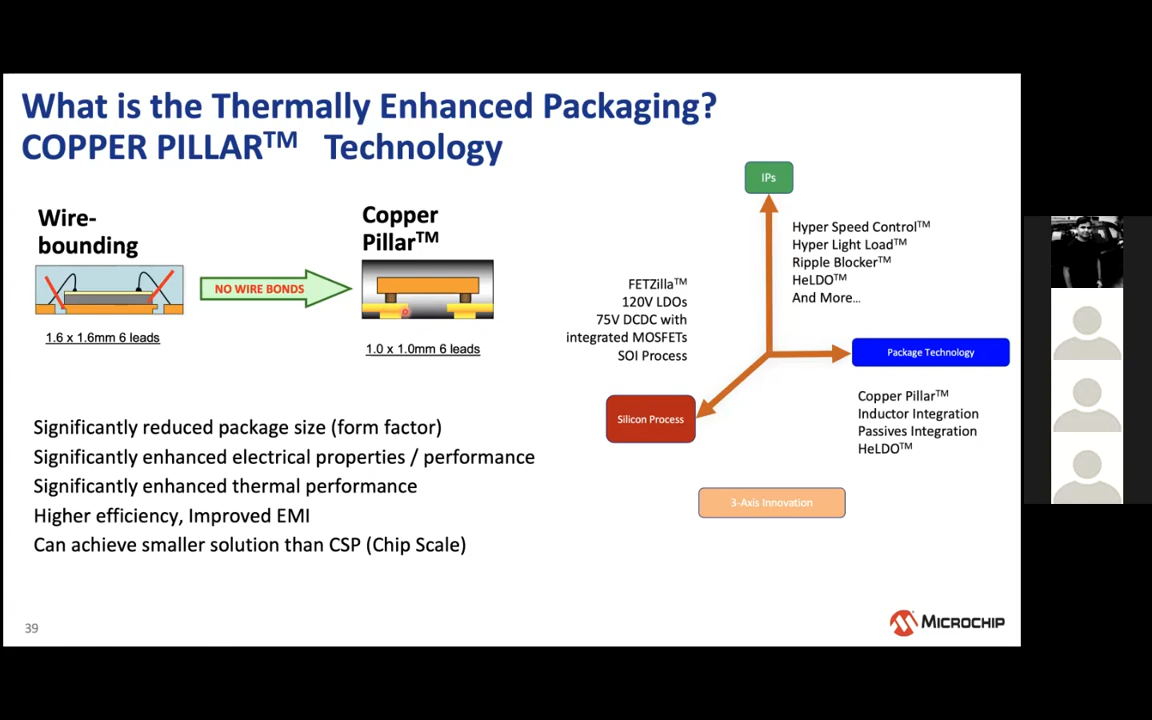 What is the Thermally Enhanced Packaging?
COPPER PILLAR™ Technology
Wire-
bounding
1.6 x 1.6mm 6 leads
NO WIRE BONDS
Copper
Pillar™
1.0 x 1.0mm 6 leads
Significantly reduced package size (form factor)
Significantly enhanced electrical properties / performance
Significantly enhanced thermal performance
Higher efficiency, Improved EMI
Can achieve smaller solution than CSP (Chip Scale)
IPs
Hyper Speed Control™
Hyper Light Load™
Ripple Blocker™
HeLDO™
And More...
FETZilla™
120V LDOs
75V DCDC with
integrated MOSFETs
SOI Process
Silicon Process
Package Technology
Copper Pillar™
Inductor Integration
Passives Integration
HeLDO™
3-Axis Innovation
39
MICROCHIP